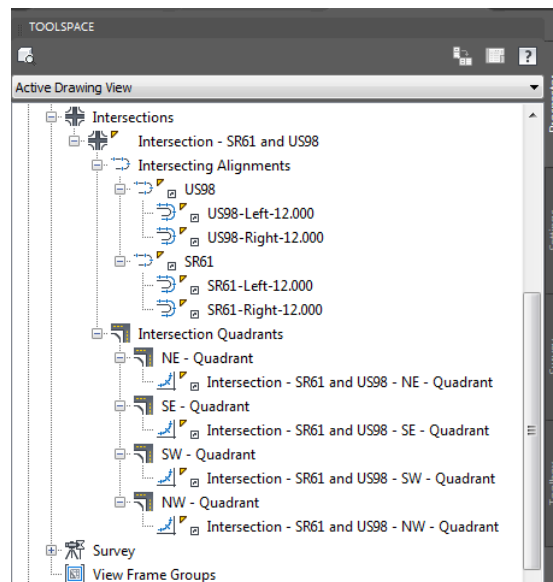 TOOLSPACE
?
Active Drawing View
Intersections
Intersection - SR61 and US98
Intersecting Alignments
US98
US98-Left-12.000
US98-Right-12.000
SR61
SR61-Left-12.000
SR61-Right-12.000
Intersection Quadrants
NE - Quadrant
Intersection - SR61 and US98 - NE - Quadrant
SE - Quadrant
Intersection - SR61 and US98 - SE - Quadrant
SW - Quadrant
Intersection - SR61 and US98 - SW - Quadrant
NW - Quadrant
Intersection - SR61 and US98 - NW - Quadrant
Survey
View Frame Groups